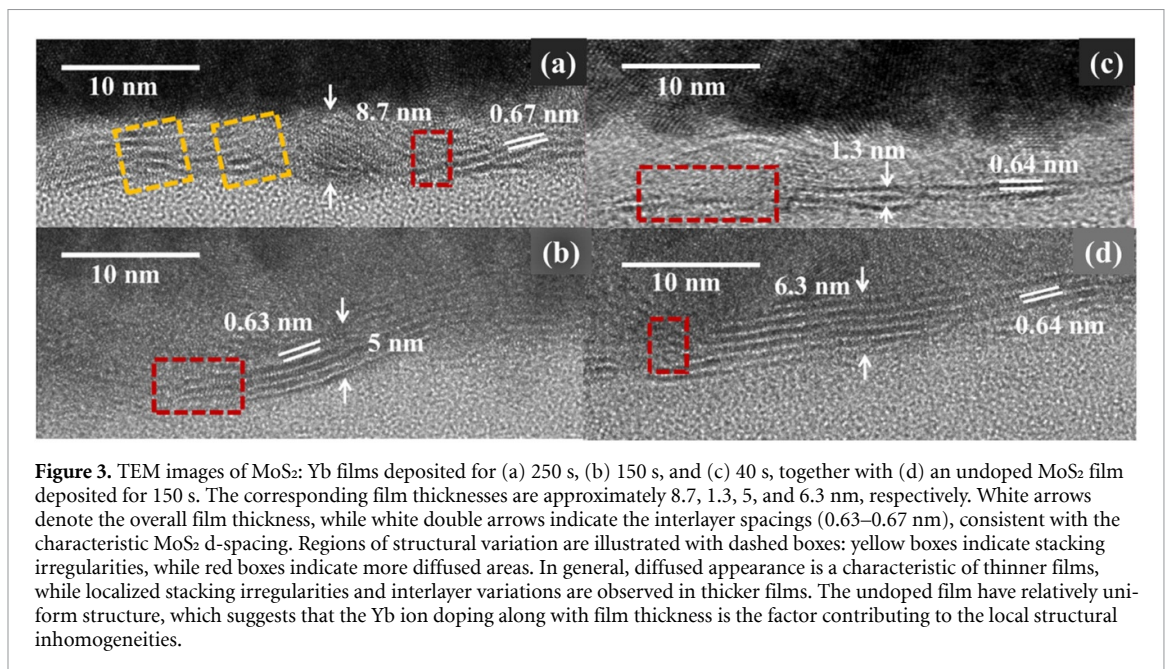 (a)
10 nm
8.7 nm
0.67 nm
(c)
10 nm
1.3 nm
0.64 nm
(b)
10 nm
0.63 nm
5 nm
(d)
10 nm
6.3 nm
0.64 nm
Figure 3. TEM images of MoS₂: Yb films deposited for (a) 250 s, (b) 150 s, and (c) 40 s, together with (d) an undoped MoS₂ film
deposited for 150 s. The corresponding film thicknesses are approximately 8.7, 1.3, 5, and 6.3 nm, respectively. White arrows
denote the overall film thickness, while white double arrows indicate the interlayer spacings (0.63–0.67 nm), consistent with the
characteristic MoS₂ d-spacing. Regions of structural variation are illustrated with dashed boxes: yellow boxes indicate stacking
irregularities, while red boxes indicate more diffused areas. In general, diffused appearance is a characteristic of thinner films,
while localized stacking irregularities and interlayer variations are observed in thicker films. The undoped film have relatively uni-
form structure, which suggests that the Yb ion doping along with film thickness is the factor contributing to the local structural
inhomogeneities.